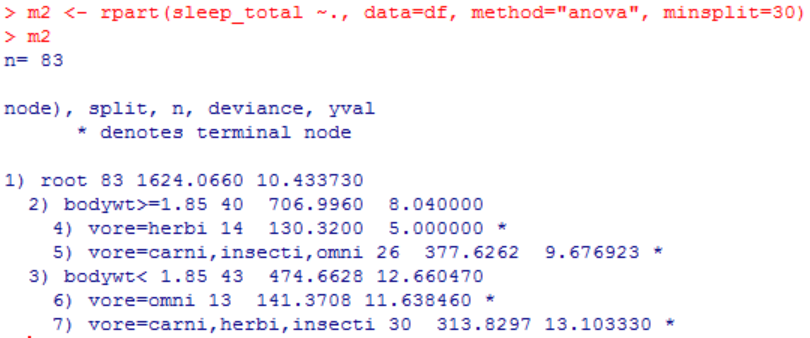 > m2 <- rpart(sleep_total ~., data=df, method="anova", minsplit=30)
> m2
n= 83
node), split, n, deviance, yval
* denotes terminal node
1) root 83 1624.0660 10.433730
2) bodywt>=1.85 40 706.9960 8.040000
4) vore=herbi 14 130.3200 5.000000 *
5) vore=carni,insecti,omni 26 377.6262 9.676923 *
3) bodywt< 1.85 43 474.6628 12.660470
6) vore=omni 13 141.3708 11.638460 *
7) vore=carni,herbi,insecti 30 313.8297 13.103330 *